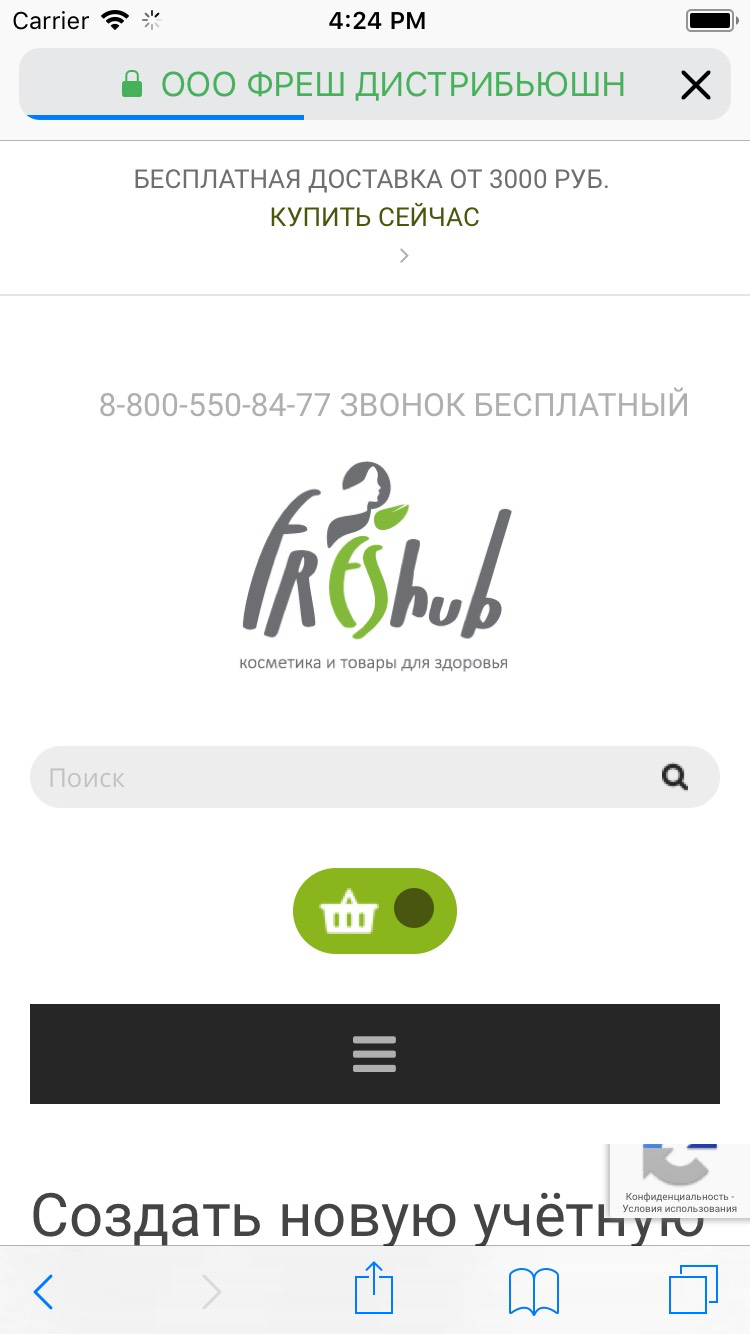 Carrier
4:24 PM
ООО ФРЕШ ДИСТРИБЬЮШН
БЕСПЛАТНАЯ ДОСТАВКА ОТ 3000 РУБ.
КУПИТЬ СЕЙЧАС
8-800-550-84-77 ЗВОНОК БЕСПЛАТНЫЙ
FREShub
косметика и товары для здоровья
Поиск
Конфиденциальность -
Условия использования
Создать новую учётную